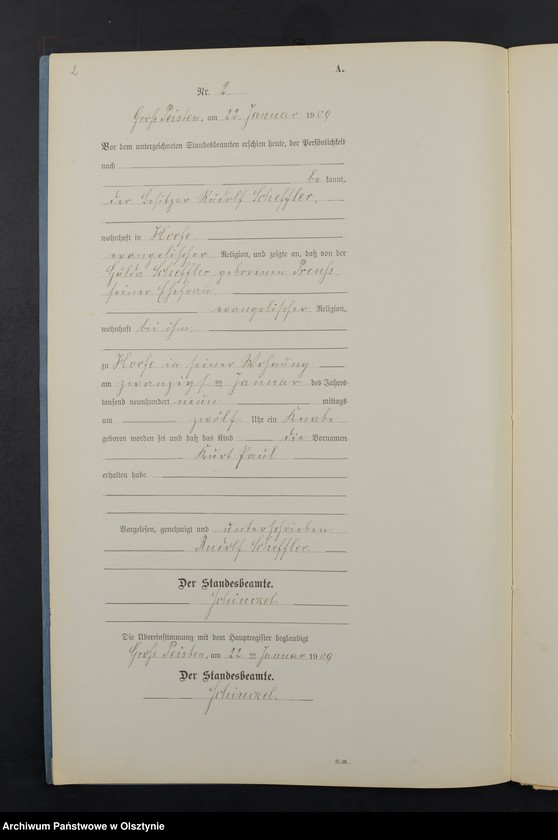 2
A.
Nr. 2
Groß Peisten, am 22. Januar 1909
Vor dem unterzeichneten Standesbeamten erschien heute, der Persönlichkeit
nach
be kannt,
der Besitzer Rudolf Scheffler.
wohnhaft in Hoofe
evangelischer Religion, und zeigte an, daß von der
Hulda Scheffler geborenen Preuß
seiner Ehefrau
evangelischer Religion,
wohnhaft bei ihm
zu Hoofe in seiner Wohnung
am zwanzigsten Januar des Jahres
tausend neunhundert neun mittags
um zwölf Uhr ein Knabe
geboren worden sei und daß das Kind die Vornamen
Kurt Paul
erhalten habe.
Vorgelesen, genehmigt und unterschrieben
Rudolf Scheffler.
Der Standesbeamte.
Die Übereinstimmung mit dem Hauptregister beglaubigt
Groß Peisten, am 22 ten Januar 1909
Der Standesbeamte.
Archiwum Państwowe w Olsztynie